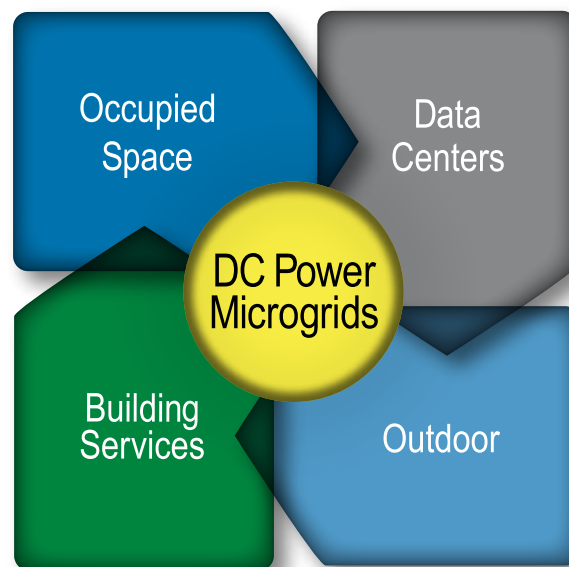 Occupied
Space
Data
Centers
DC Power
Microgrids
Building
Services
Outdoor